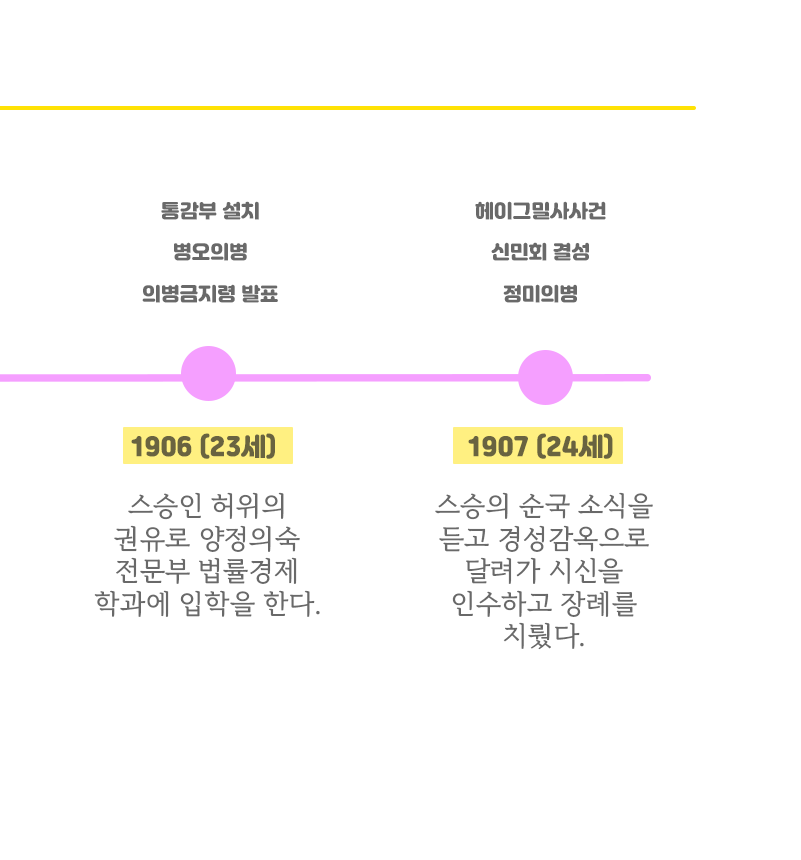 통감부 설치
병오의병
의병금지령 발표
헤이그밀사사건
신민회 결성
정미의병
1906 (23세)
스승인 허위의
권유로 양정의숙
전문부 법률경제
학과에 입학을 한다.
1907 (24세)
스승의 순국 소식을
듣고 경성감옥으로
달려가 시신을
인수하고 장례를
치뤘다.